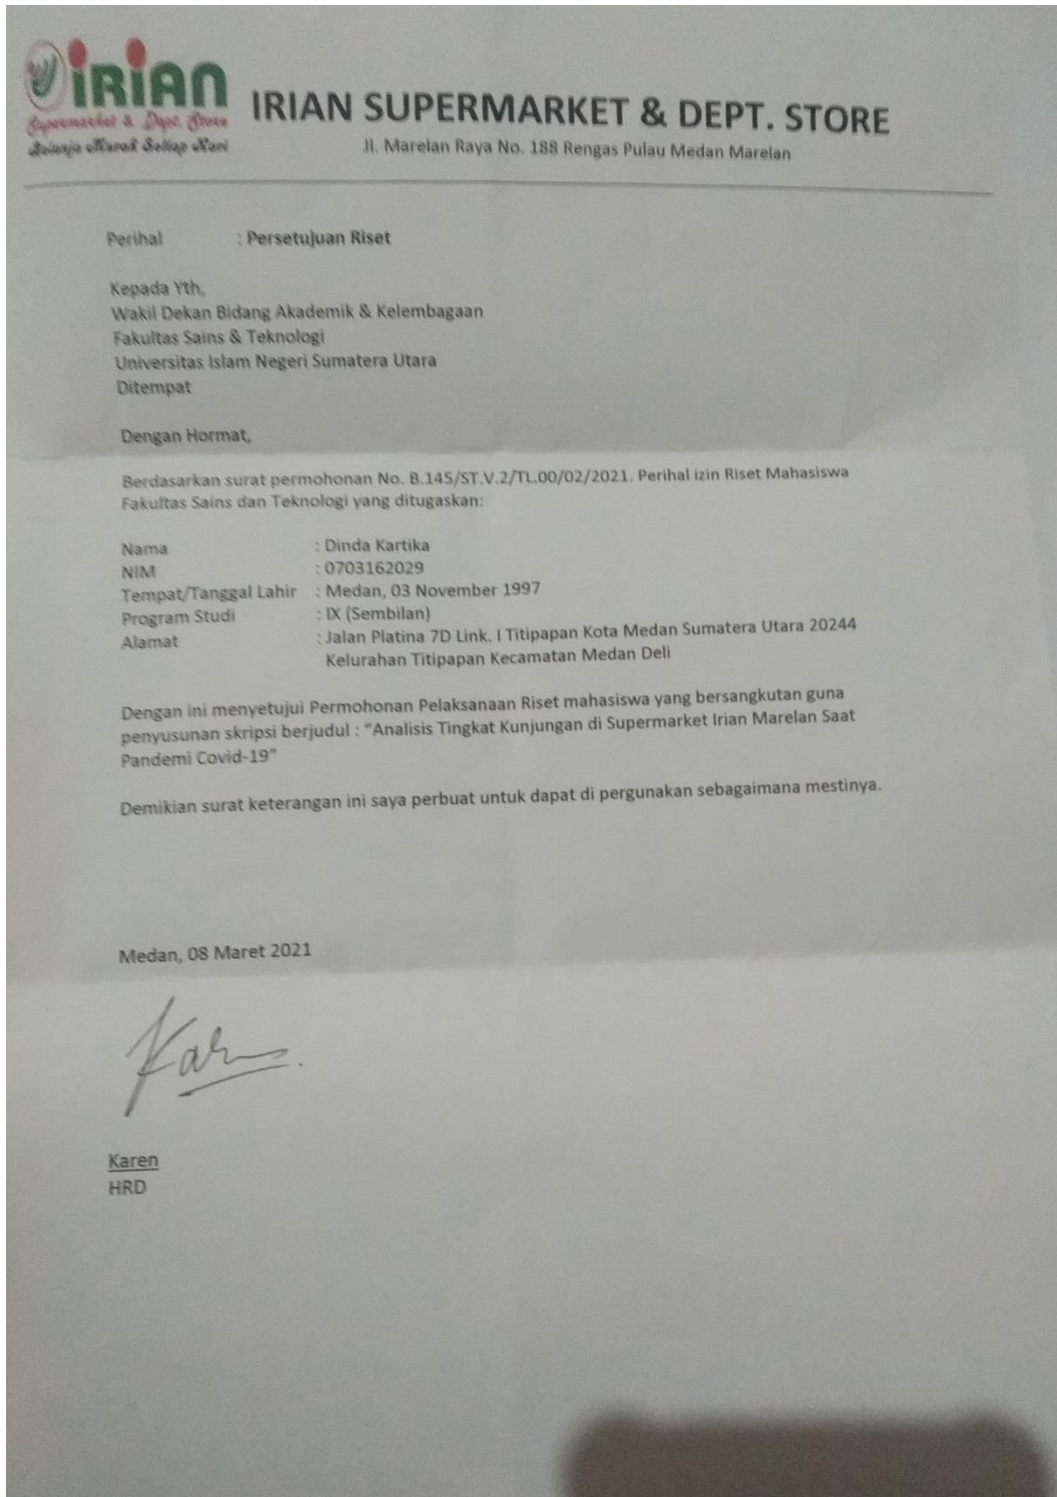 IRIAN
Supermarket & Dept. Store
Belanja Murah Setiap Hari
IRIAN SUPERMARKET & DEPT. STORE
Jl. Marelan Raya No. 188 Rengas Pulau Medan Marelan
Perihal : Persetujuan Riset
Kepada Yth,
Wakil Dekan Bidang Akademik & Kelembagaan
Fakultas Sains & Teknologi
Universitas Islam Negeri Sumatera Utara
Ditempat
Dengan Hormat,
Berdasarkan surat permohonan No. B.145/ST.V.2/TL.00/02/2021. Perihal izin Riset Mahasiswa
Fakultas Sains dan Teknologi yang ditugaskan:
Nama : Dinda Kartika
NIM : 0703162029
Tempat/Tanggal Lahir : Medan, 03 November 1997
Program Studi : IX (Sembilan)
Alamat : Jalan Platina 7D Link. I Titipapan Kota Medan Sumatera Utara 20244
Kelurahan Titipapan Kecamatan Medan Deli
Dengan ini menyetujui Permohonan Pelaksanaan Riset mahasiswa yang bersangkutan guna
penyusunan skripsi berjudul : “Analisis Tingkat Kunjungan di Supermarket Irian Marelan Saat
Pandemi Covid-19”
Demikian surat keterangan ini saya perbuat untuk dapat di pergunakan sebagaimana mestinya.
Medan, 08 Maret 2021
Karen
HRD